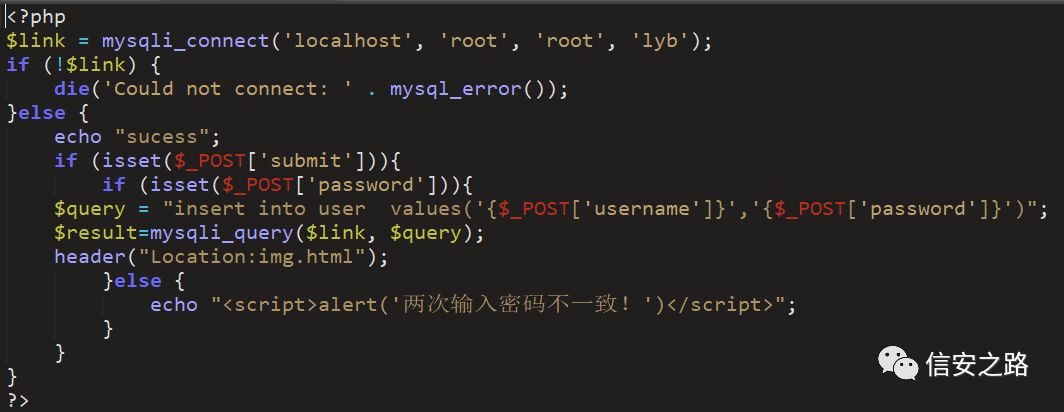 <?php
$link = mysqli_connect('localhost', 'root', 'root', 'lyb');
if (!$link) {
    die('Could not connect: ' . mysql_error());
}else {
    echo "sucess";
    if (isset($_POST['submit'])){
        if (isset($_POST['password'])){
    $query = "insert into user  values('{$_POST['username']}','{$_POST['password']}')";
    $result=mysqli_query($link, $query);
    header("Location:img.html");
        }else {
            echo "<script>alert('两次输入密码不一致！')</script>";
        }
    }
}
?>
信安之路